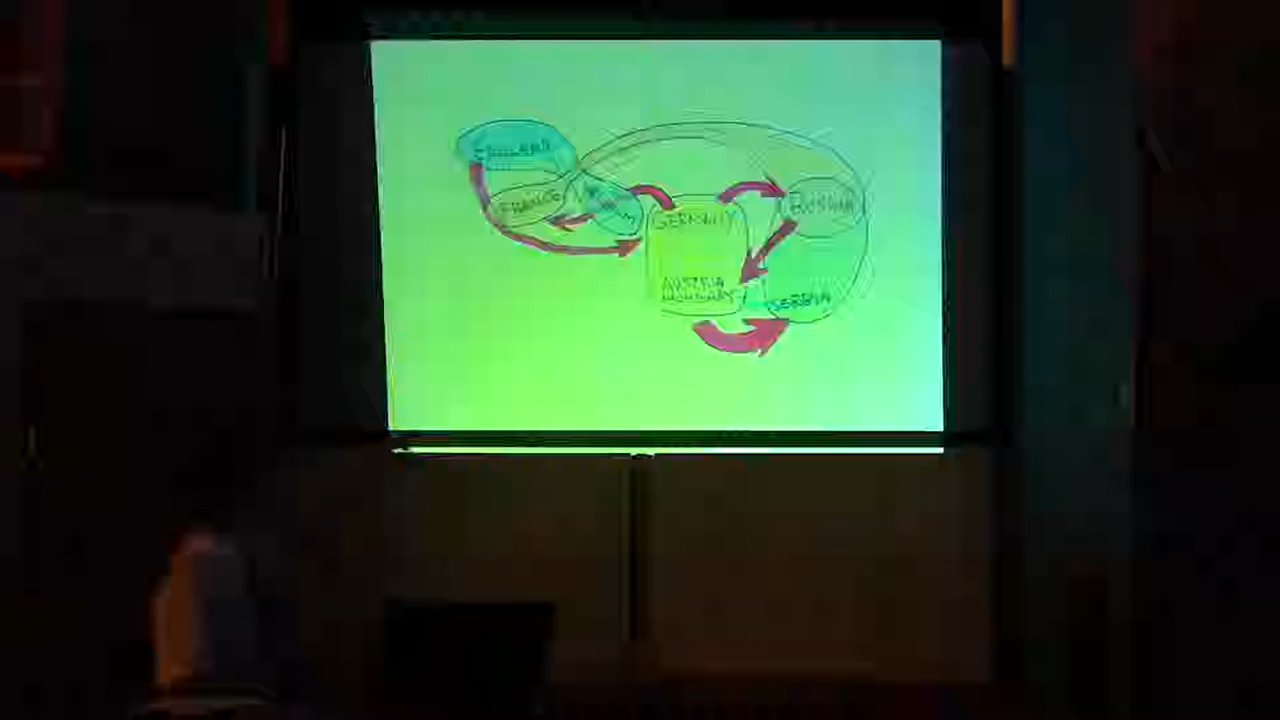 ENGLAND
FRANCE
GERMANY
RUSSIA
AUSTRIA
HUNGARY
SERBIA